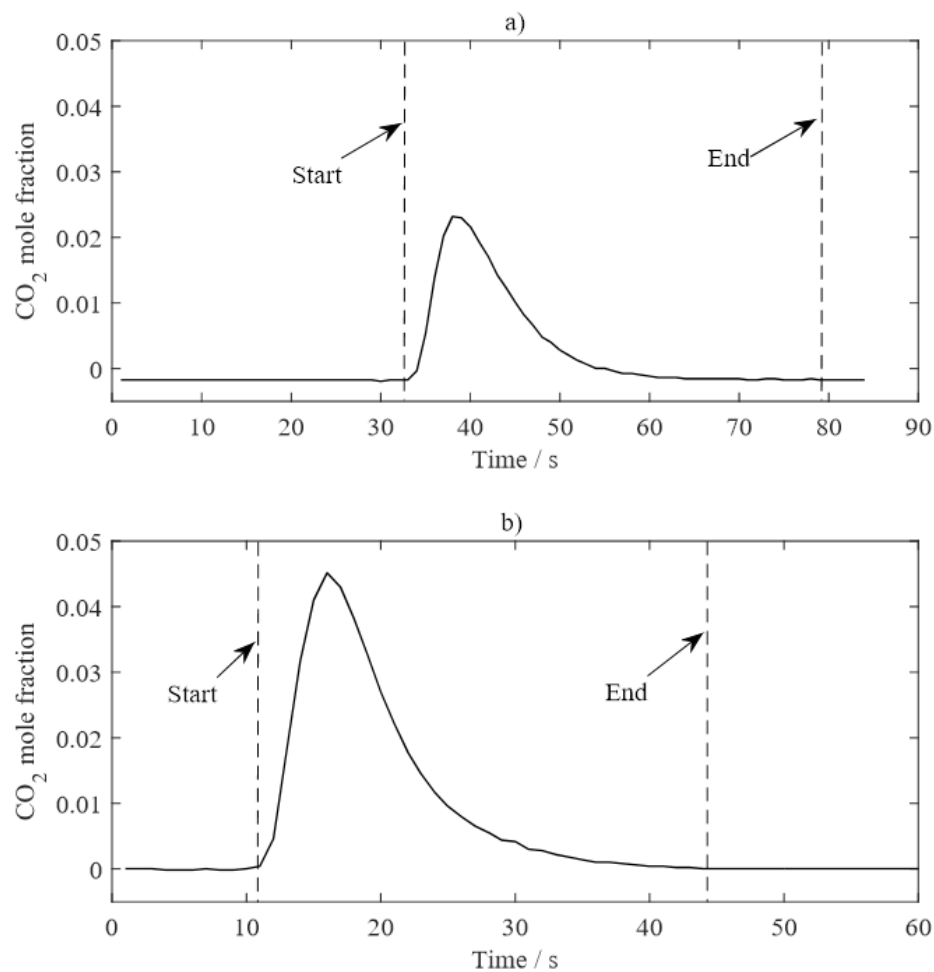 a)
0.05
0.04
0.03
0.02
0.01
0
CO2 mole fraction
Start
End
0 10 20 30 40 50 60 70 80 90
Time / s
b)
0.05
0.04
0.03
0.02
0.01
0
CO2 mole fraction
Start
End
0 10 20 30 40 50 60
Time / s